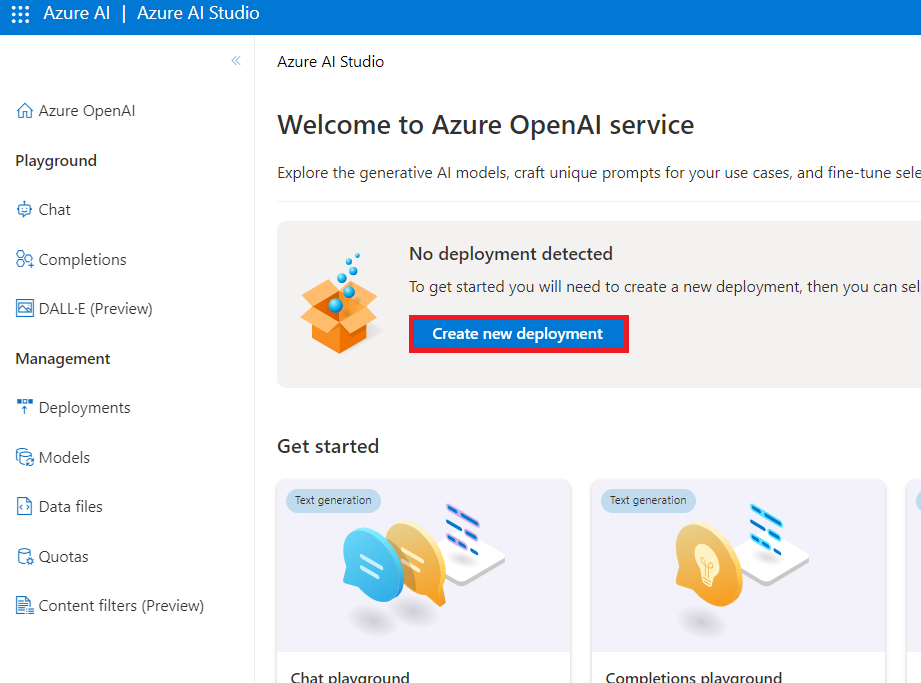 Azure AI | Azure AI Studio
Azure OpenAI
Playground
Chat
Completions
DALL·E (Preview)
Management
Deployments
Models
Data files
Quotas
Content filters (Preview)
Azure AI Studio
Welcome to Azure OpenAI service
Explore the generative AI models, craft unique prompts for your use cases, and fine-tune sele
No deployment detected
To get started you will need to create a new deployment, then you can sel
Create new deployment
Get started
Text generation
Chat playground
Text generation
Completions playground